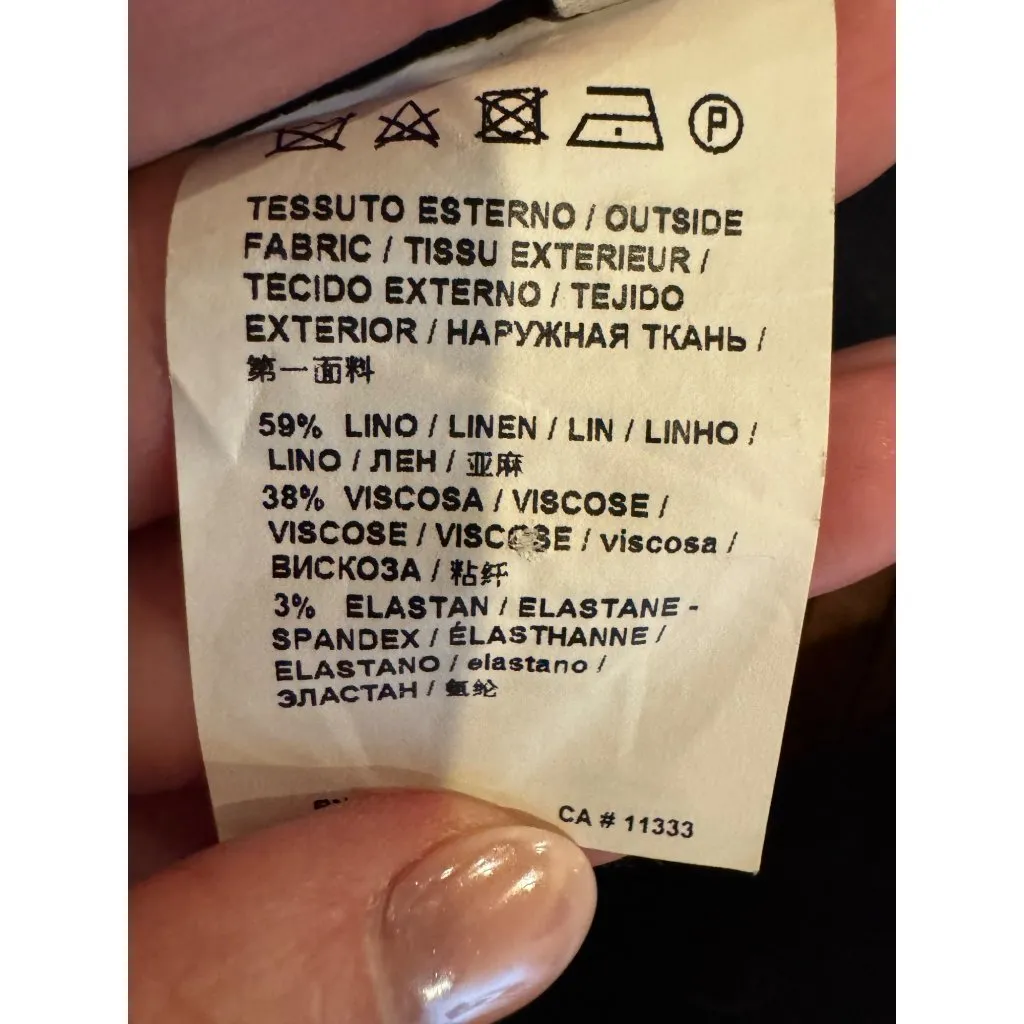 P
TESSUTO ESTERNO / OUTSIDE
FABRIC / TISSU EXTERIEUR /
TECIDO EXTERNO / TEJIDO
EXTERIOR / НАРУЖНАЯ ТКАНЬ /
第一面料
59% LINO / LINEN / LIN / LINHO /
LINO / ЛЕН / 亚麻
38% VISCOSA / VISCOSE /
VISCOSE / VISCOSE / viscosa /
ВИСКОЗА / 粘纤
3% ELASTAN / ELASTANE -
SPANDEX / ÉLASTHANNE /
ELASTANO / elastano /
ЭЛАСТАН / 氨纶
CA # 11333